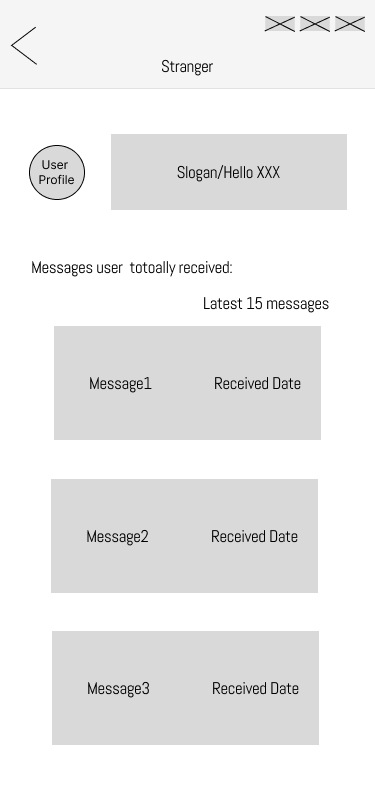 Stranger
User
Profile
Slogan/Hello XXX
Messages user  totoally received:
Latest 15 messages
Message1 Received Date
Message2 Received Date
Message3 Received Date